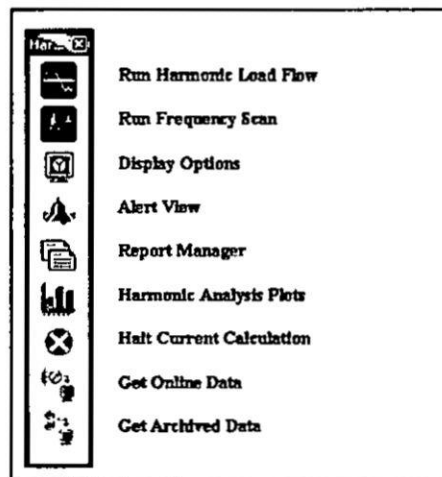 Har...
Run Harmonic Load Flow
Run Frequency Scan
Display Options
Alert View
Report Manager
Harmonic Analysis Plots
Halt Current Calculation
Get Online Data
Get Archived Data